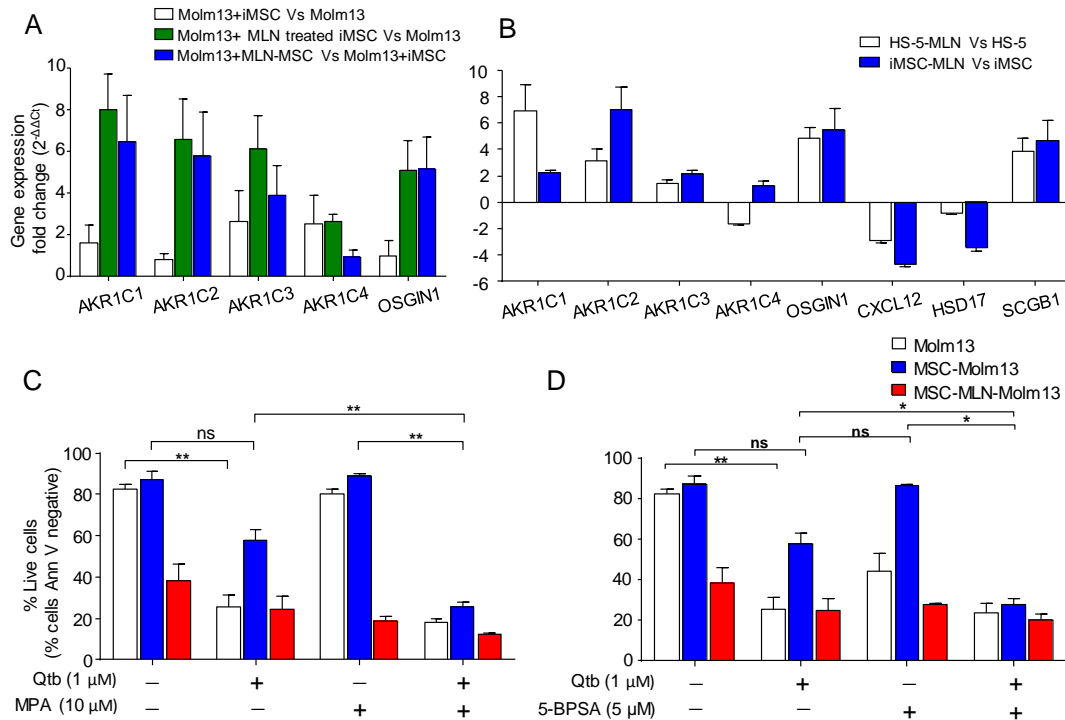 A
Molm13+iMSC Vs Molm13
Molm13+ MLN treated iMSC Vs Molm13
Molm13+MLN-MSC Vs Molm13+iMSC
Gene expression
fold change (2^-ΔΔCt)
10
8
6
4
2
0
AKR1C1 AKR1C2 AKR1C3 AKR1C4 OSGIN1
B
HS-5-MLN Vs HS-5
iMSC-MLN Vs iMSC
10
8
6
4
2
0
-2
-4
-6
AKR1C1 AKR1C2 AKR1C3 AKR1C4 OSGIN1 CXCL12 HSD17 SCGB1
Molm13
MSC-Molm13
MSC-MLN-Molm13
C
**
ns **
**
% Live cells
(% cells Ann V negative)
100
80
60
40
20
0
Qtb (1 µM) – + +
MPA (10 µM) – + +
D
*
ns ns *
**
100
80
60
40
20
0
Qtb (1 µM) – + +
5-BPSA (5 µM) – + +